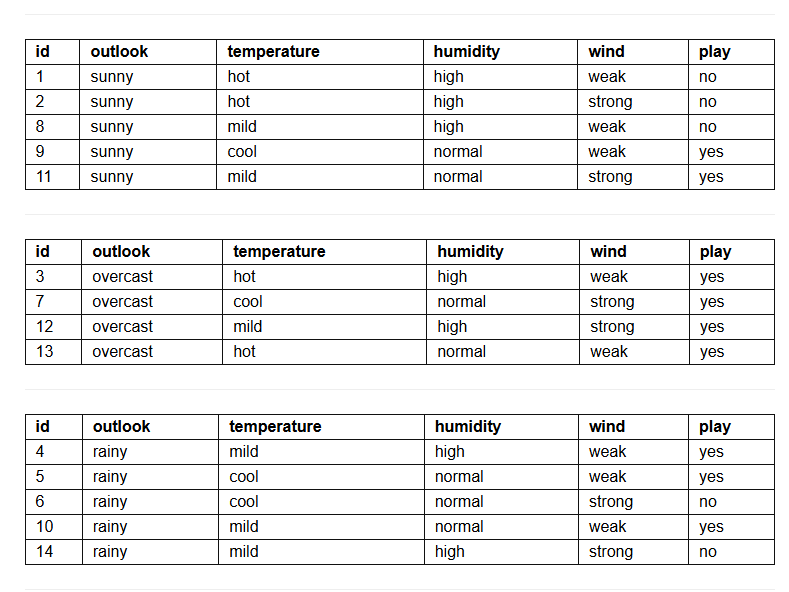 id outlook temperature humidity wind play
1 sunny hot high weak no
2 sunny hot high strong no
8 sunny mild high weak no
9 sunny cool normal weak yes
11 sunny mild normal strong yes
id outlook temperature humidity wind play
3 overcast hot high weak yes
7 overcast cool normal strong yes
12 overcast mild high strong yes
13 overcast hot normal weak yes
id outlook temperature humidity wind play
4 rainy mild high weak yes
5 rainy cool normal weak yes
6 rainy cool normal strong no
10 rainy mild normal weak yes
14 rainy mild high strong no